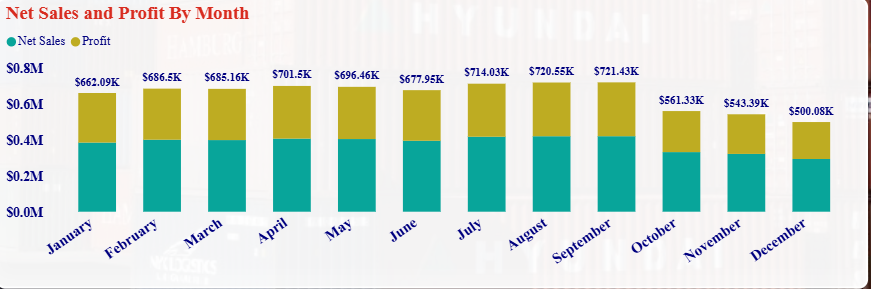 Net Sales and Profit By Month
Net Sales Profit
$0.8M
$0.6M
$0.4M
$0.2M
$0.0M
$662.09K
$686.5K
$685.16K
$701.5K
$696.46K
$677.95K
$714.03K
$720.55K
$721.43K
$561.33K
$543.39K
$500.08K
January
February
March
April
May
June
July
August
September
October
November
December
HYUNDAI